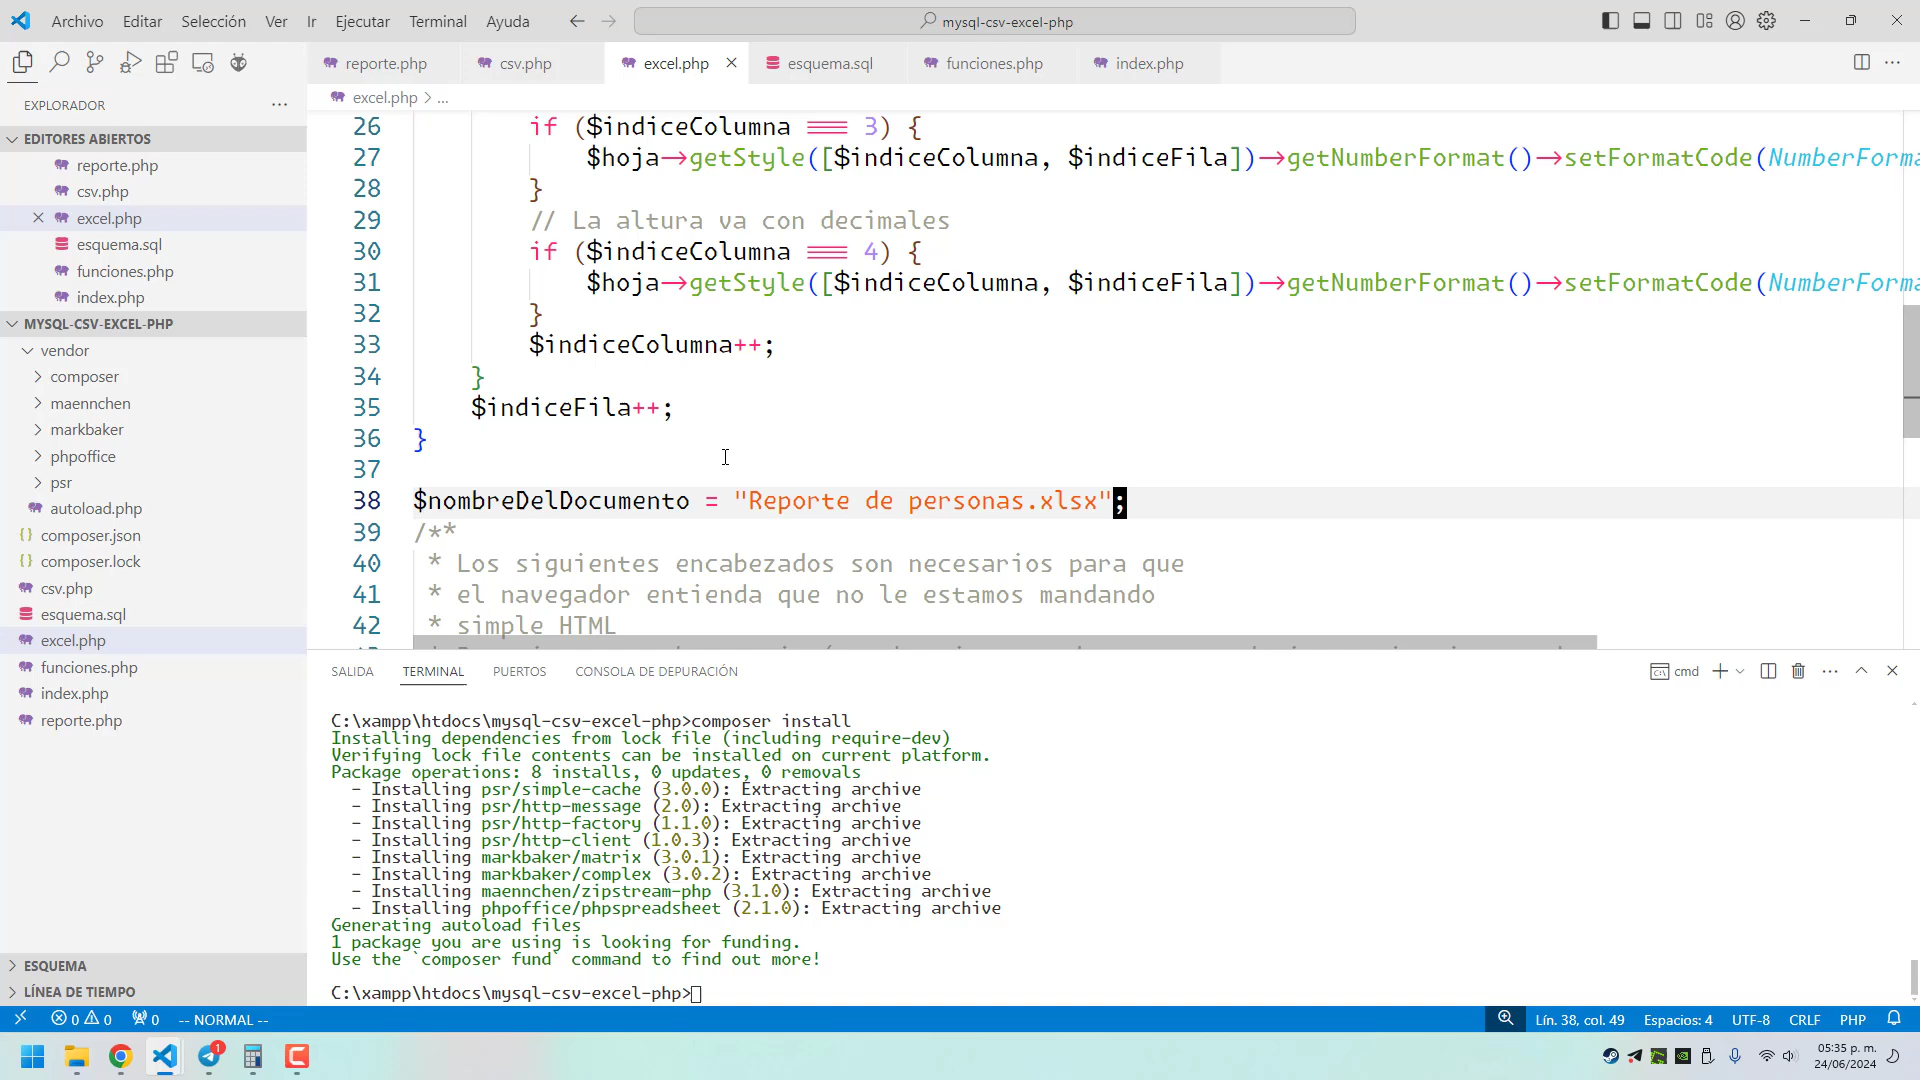 Archivo Editar Selección Ver Ir Ejecutar Terminal Ayuda mysql-csv-excel-php
reporte.php csv.php excel.php esquema.sql funciones.php index.php
EXPLORADOR
excel.php > ...
EDITORES ABIERTOS
reporte.php
csv.php
excel.php
esquema.sql
funciones.php
index.php
MYSQL-CSV-EXCEL-PHP
vendor
composer
maennchen
markbaker
phpoffice
psr
autoload.php
composer.json
composer.lock
csv.php
esquema.sql
excel.php
funciones.php
index.php
reporte.php
ESQUEMA
LÍNEA DE TIEMPO
26 if ($indiceColumna === 3) {
27 $hoja->getStyle([$indiceColumna, $indiceFila])->getNumberFormat()->setFormatCode(NumberForma
28 }
29 // La altura va con decimales
30 if ($indiceColumna === 4) {
31 $hoja->getStyle([$indiceColumna, $indiceFila])->getNumberFormat()->setFormatCode(NumberForma
32 }
33 $indiceColumna++;
34 }
35 $indiceFila++;
36 }
37
38 $nombreDelDocumento = "Reporte de personas.xlsx";
39 /**
40 * Los siguientes encabezados son necesarios para que
41 * el navegador entienda que no le estamos mandando
42 * simple HTML
SALIDA TERMINAL PUERTOS CONSOLA DE DEPURACIÓN cmd
C:\xampp\htdocs\mysql-csv-excel-php>composer install
Installing dependencies from lock file (including require-dev)
Verifying lock file contents can be installed on current platform.
Package operations: 8 installs, 0 updates, 0 removals
- Installing psr/simple-cache (3.0.0): Extracting archive
- Installing psr/http-message (2.0): Extracting archive
- Installing psr/http-factory (1.1.0): Extracting archive
- Installing psr/http-client (1.0.3): Extracting archive
- Installing markbaker/matrix (3.0.1): Extracting archive
- Installing markbaker/complex (3.0.2): Extracting archive
- Installing maennchen/zipstream-php (3.1.0): Extracting archive
- Installing phpoffice/phpspreadsheet (2.1.0): Extracting archive
Generating autoload files
1 package you are using is looking for funding.
Use the `composer fund` command to find out more!
C:\xampp\htdocs\mysql-csv-excel-php>
0 0 0 -- NORMAL -- Lín. 38, col. 49 Espacios: 4 UTF-8 CRLF PHP
1
05:35 p. m.
24/06/2024